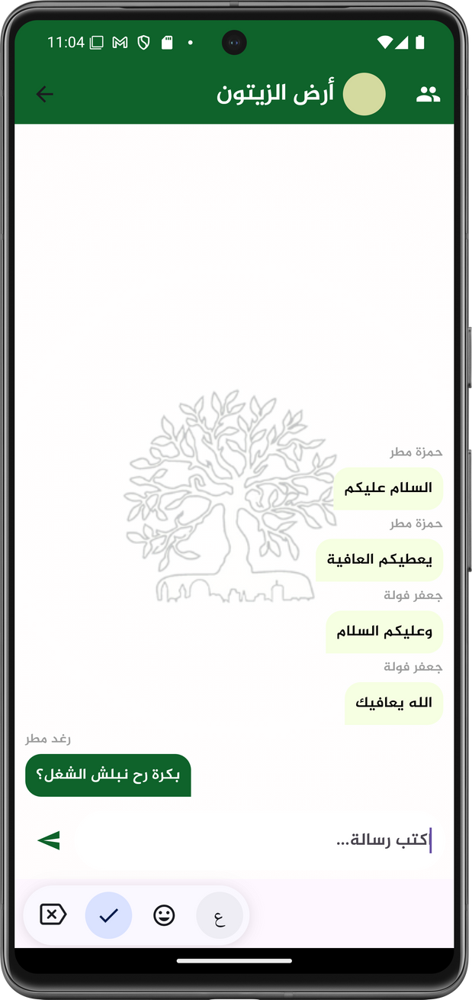 11:04
أرض الزيتون
حمزة مطر
السلام عليكم
حمزة مطر
يعطيكم العافية
جعفر فولة
وعليكم السلام
جعفر فولة
الله يعافيك
رغد مطر
بكرة رح نبلش الشغل؟
اكتب رسالة...
ع